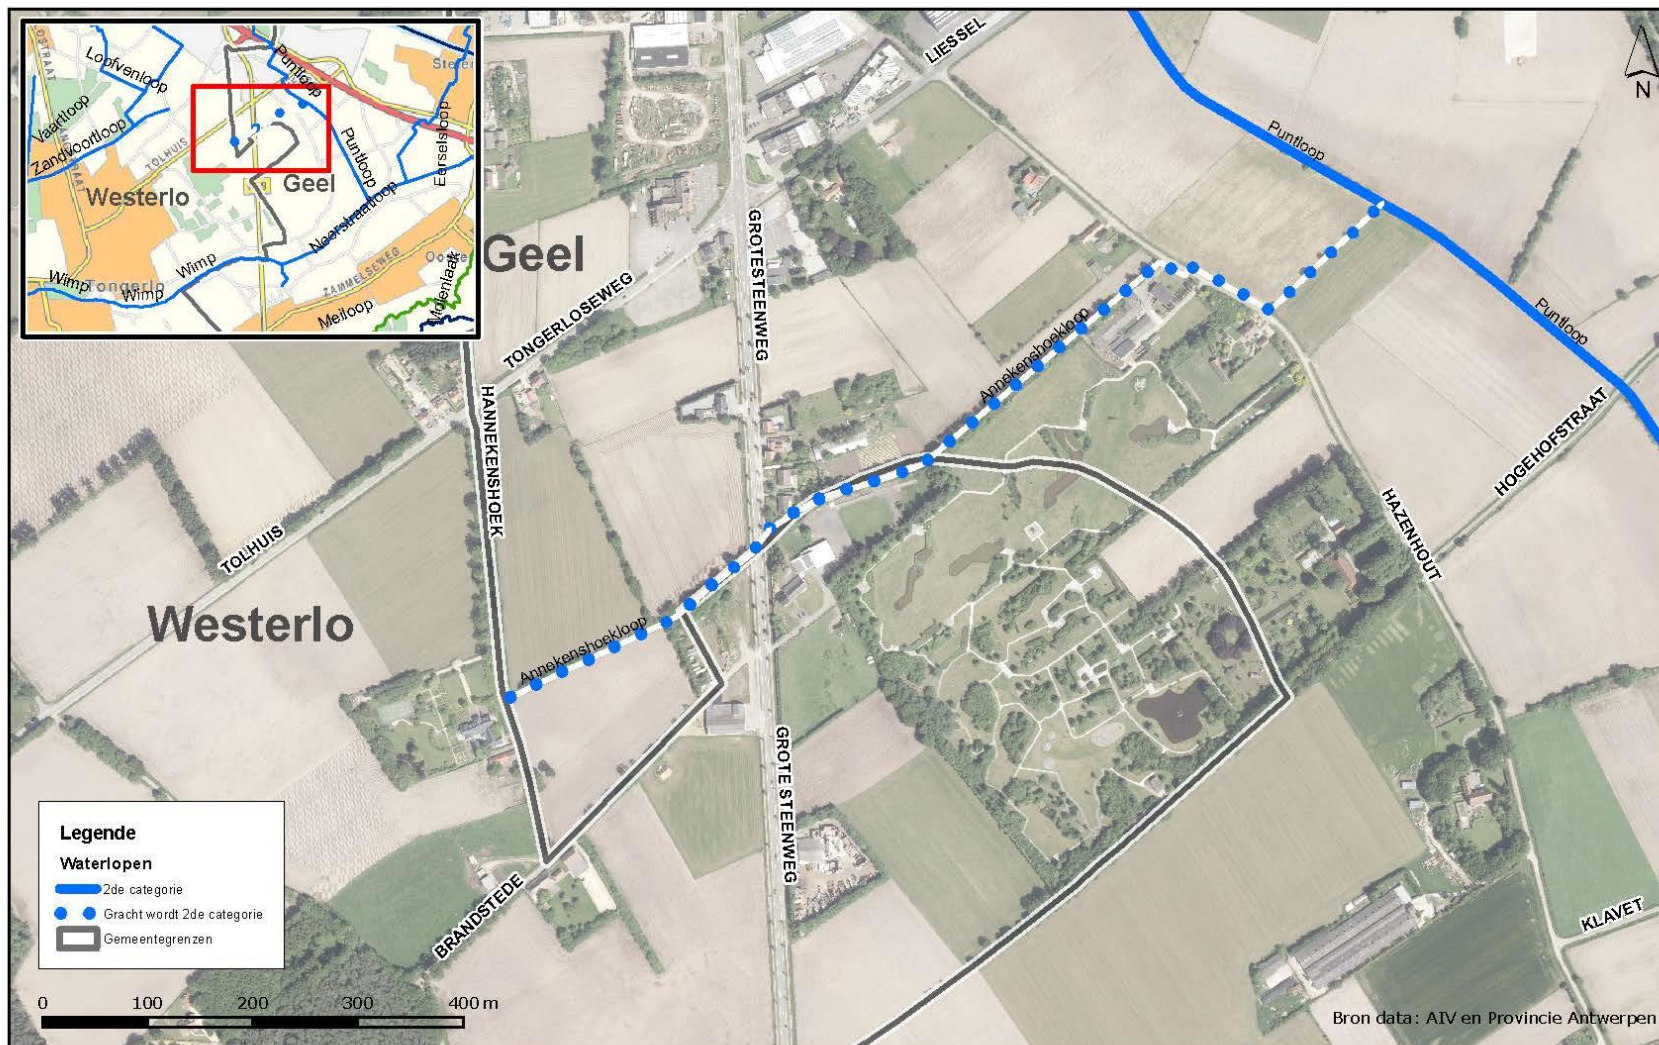 Loofvenloop
Puntloop
Vaartloop
Zandvoortloop
TOLHUIS
Puntloop
Eerselsloop
Westerlo
Geel
Neerstraatloop
Wimp
Wimp
Tongerlo
Wimp
ZAMMELSEWEG
Meiloop
Molenlaak
LIESSEL
N
Puntloop
Geel
GROTESTEENWEG
TONGERLOSEWEG
Puntloop
Annekenshoekloop
HANNEKENSHOEK
HOGEHOFSTRAAT
TOLHUIS
HAZENHOUT
Westerlo
Annekenshoekloop
GROTE STEENWEG
BRANDSTEDE
KLAVET
Legende
Waterlopen
2de categorie
Gracht wordt 2de categorie
Gemeentegrenzen
0 100 200 300 400 m
Bron data: AIV en Provincie Antwerpen